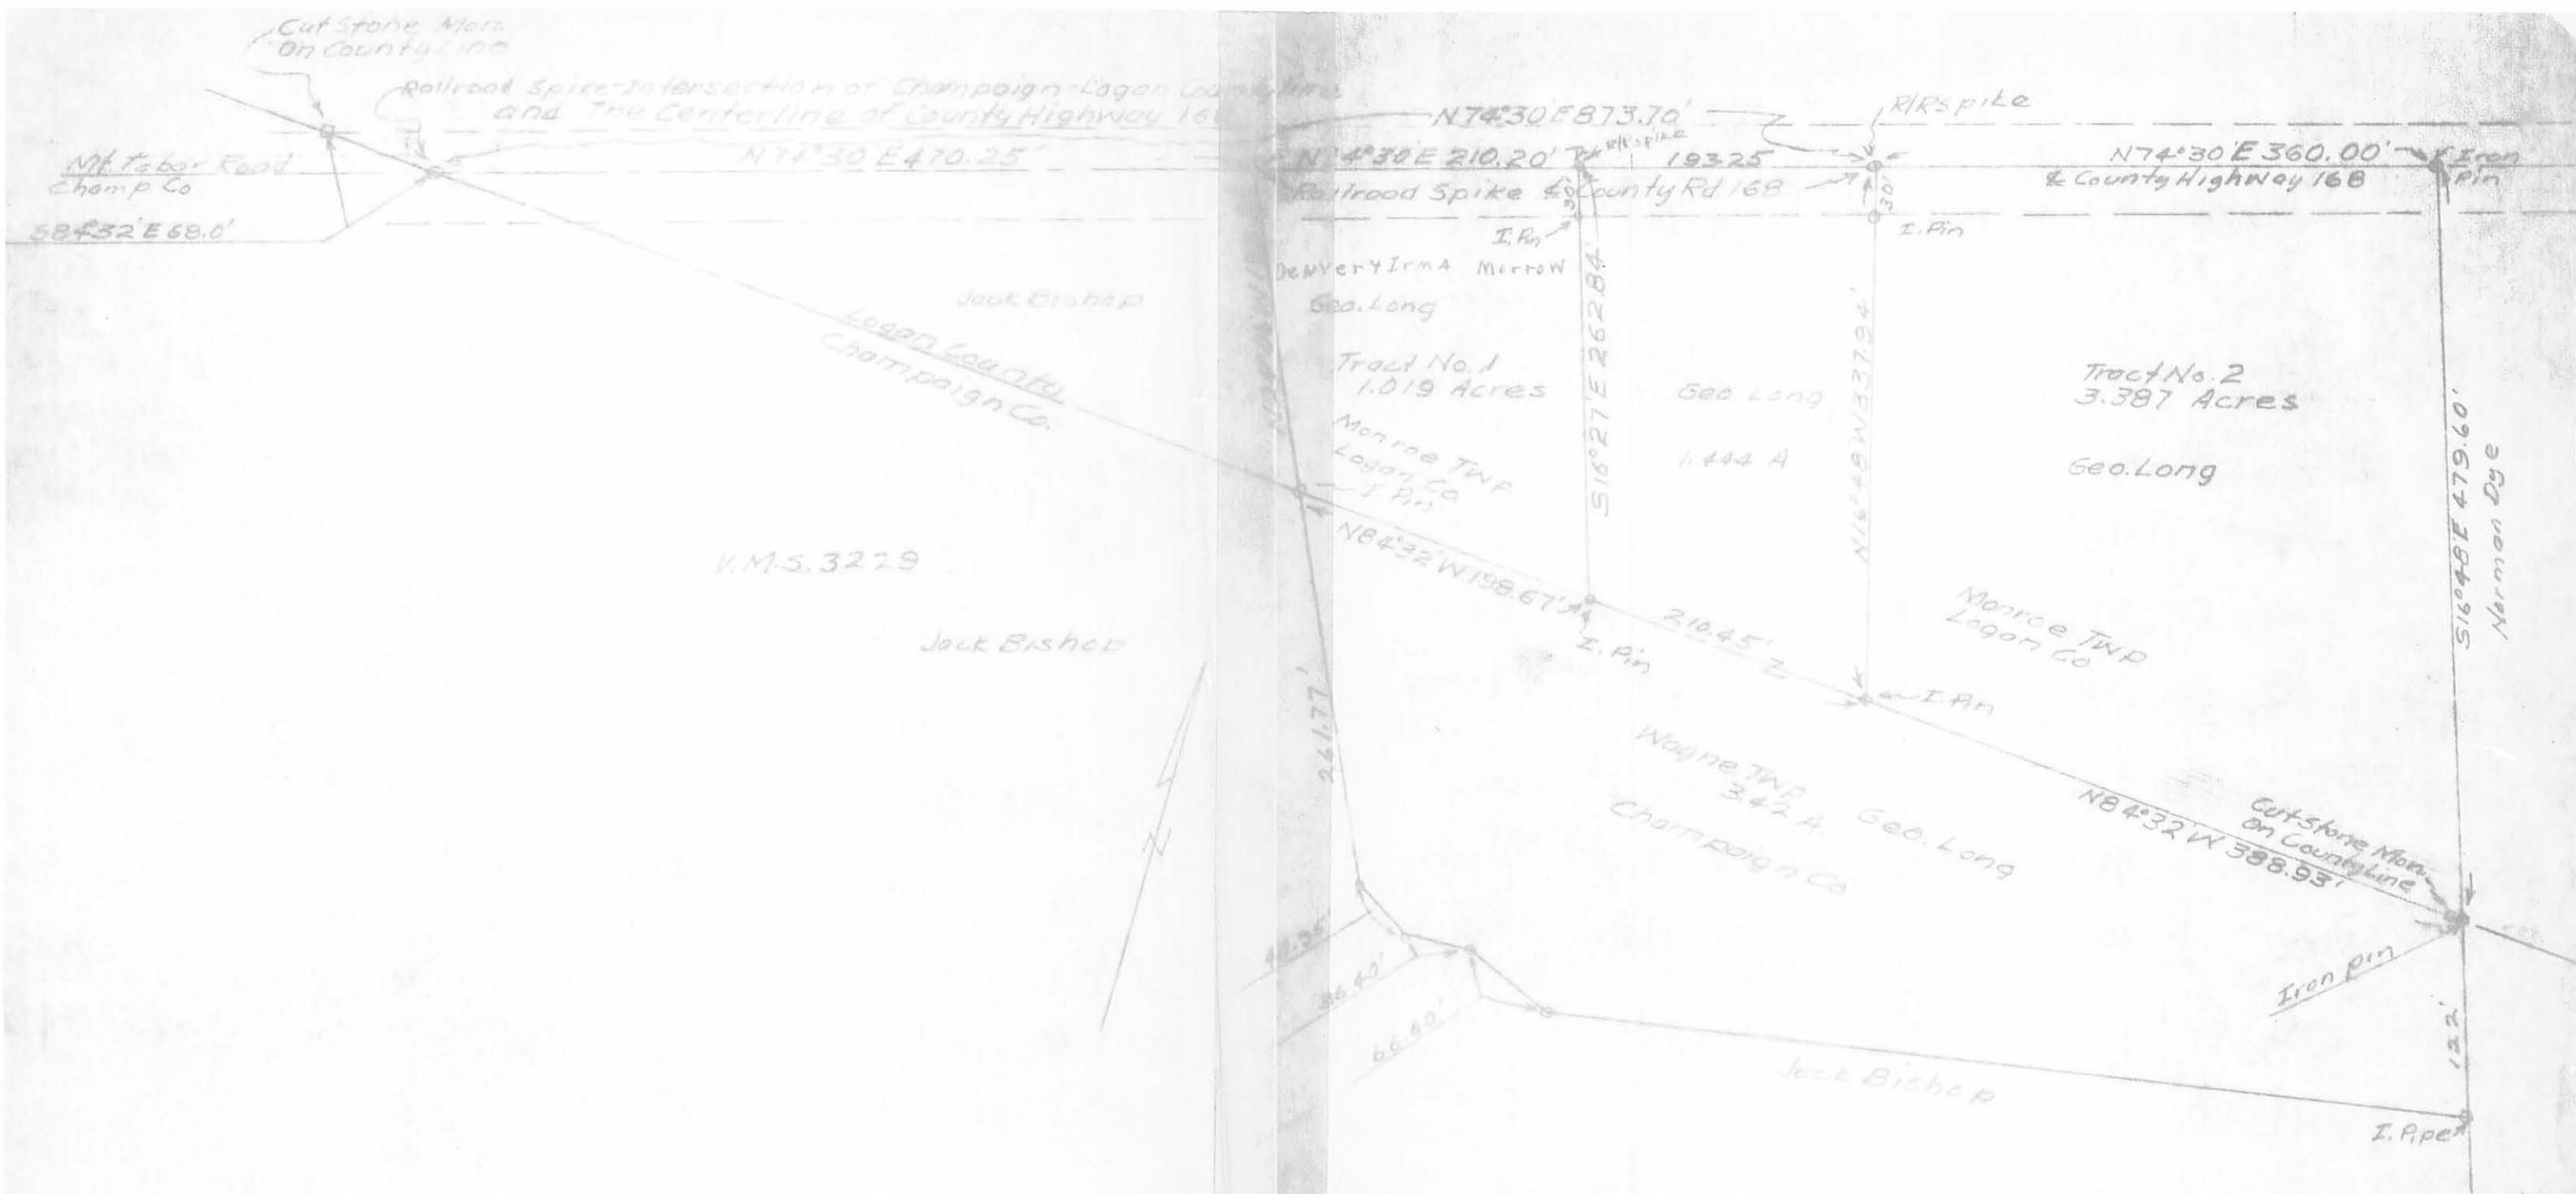 Cut Stone Mon.
On County Line
Railroad Spike-Intersection of Champaign-Logan County Line
and The Centerline of County Highway 168
Mt. Tabor Road
Champ Co
S84°32'E 68.0'
N74°30'E 470.25'
N74°30'E 873.70'
R/R Spike
R/R Spike
N74°30'E 210.20'
193.25
N74°30'E 360.00'
Iron
Pin
Railroad Spike ℄ County Rd 168
℄ County Highway 168
30'
30'
I. Pin
I. Pin
Denver & Irma Morrow
Geo. Long
Jack Bishop
Logan County
Champaign Co.
Tract No. 1
1.019 Acres
S16°27'E 262.84'
Geo. Long
1.444 A
N16°48'W 337.94'
Tract No. 2
3.387 Acres
Geo. Long
S16°48'E 479.60'
Norman Dye
Monroe Twp
Logan Co
I Pin
N84°32'W 198.67'
V.M.S. 3229
Jack Bishop
I. Pin
210.45'
I. Pin
Monroe Twp
Logan Co
261.77'
Wayne Twp
3.42 A.
Geo. Long
Champaign Co
N84°32'W 388.93'
Cut Stone Mon.
On County Line
Iron pin
86.40'
66.60'
Jack Bishop
122'
I. Pipe